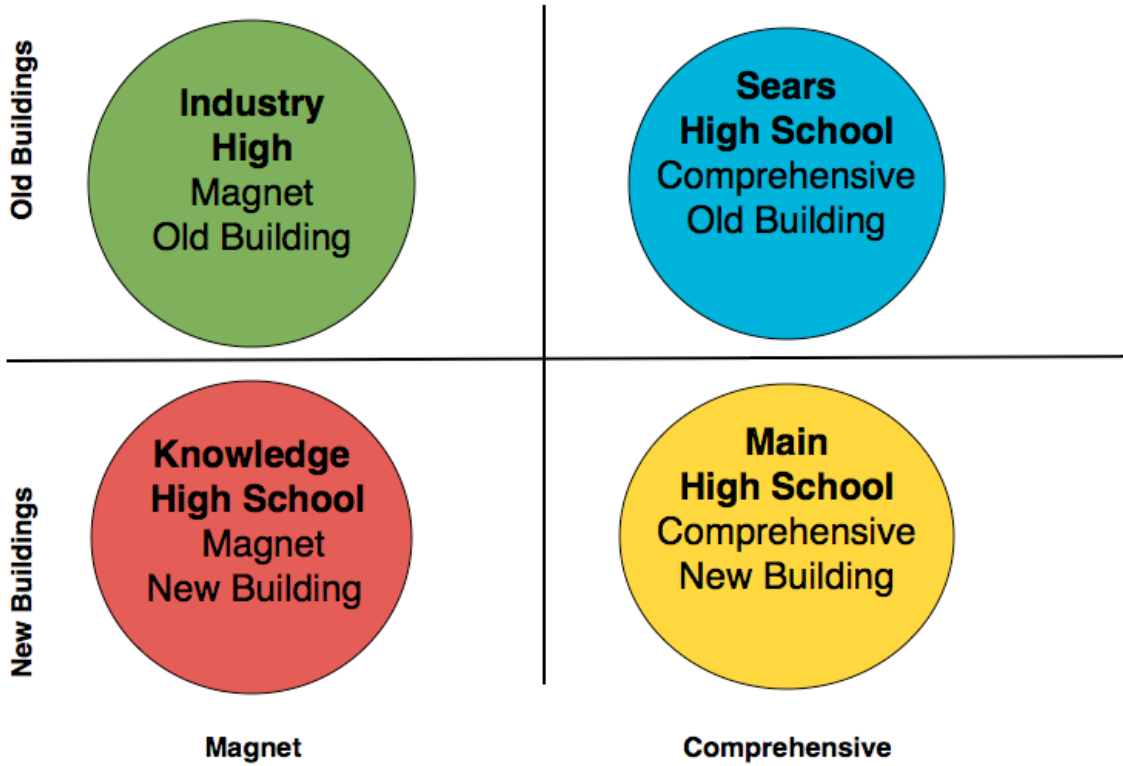 Old Buildings
Industry
High
Magnet
Old Building
Sears
High School
Comprehensive
Old Building
New Buildings
Knowledge
High School
Magnet
New Building
Main
High School
Comprehensive
New Building
Magnet
Comprehensive